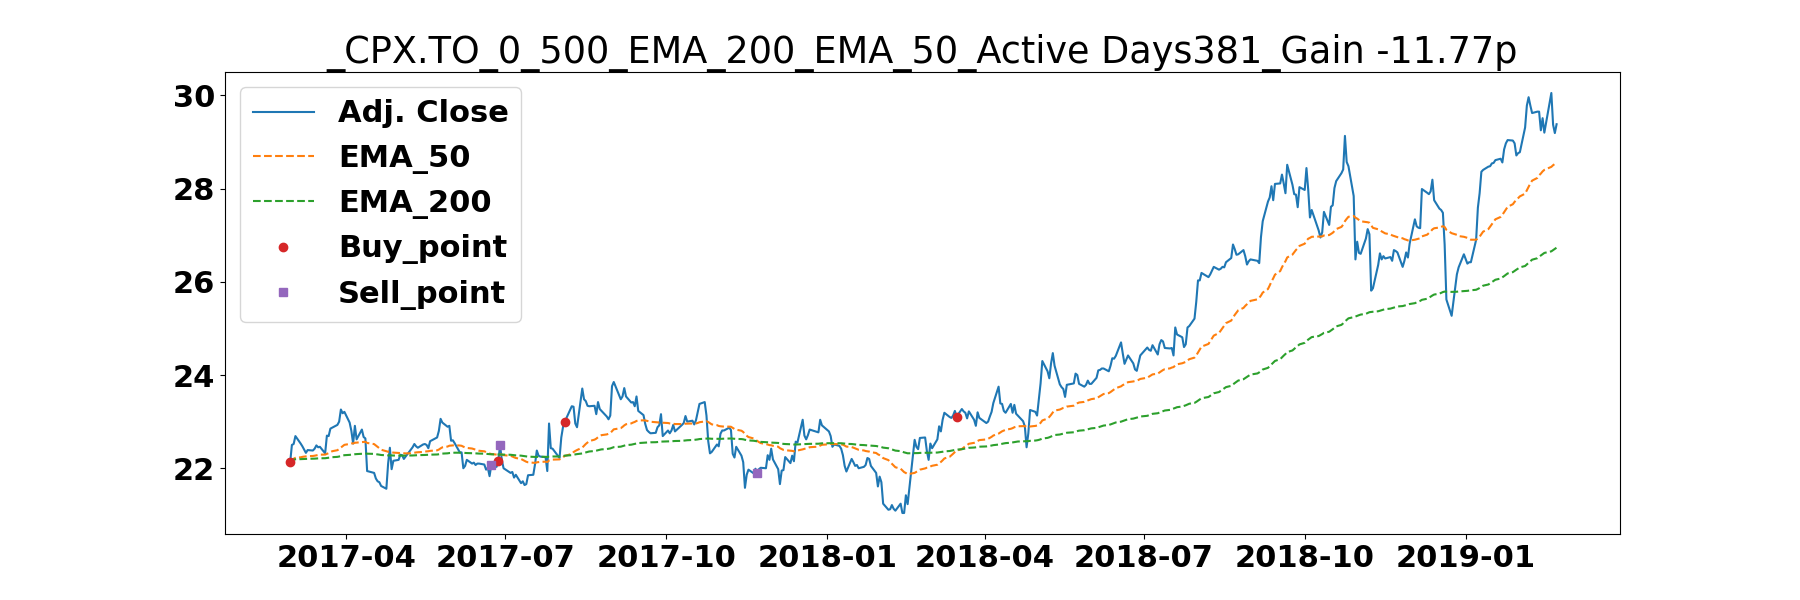 _CPX.TO_0_500_EMA_200_EMA_50_Active Days381_Gain -11.77p
30
28
26
24
22
Adj. Close
EMA_50
EMA_200
Buy_point
Sell_point
2017-04 2017-07 2017-10 2018-01 2018-04 2018-07 2018-10 2019-01